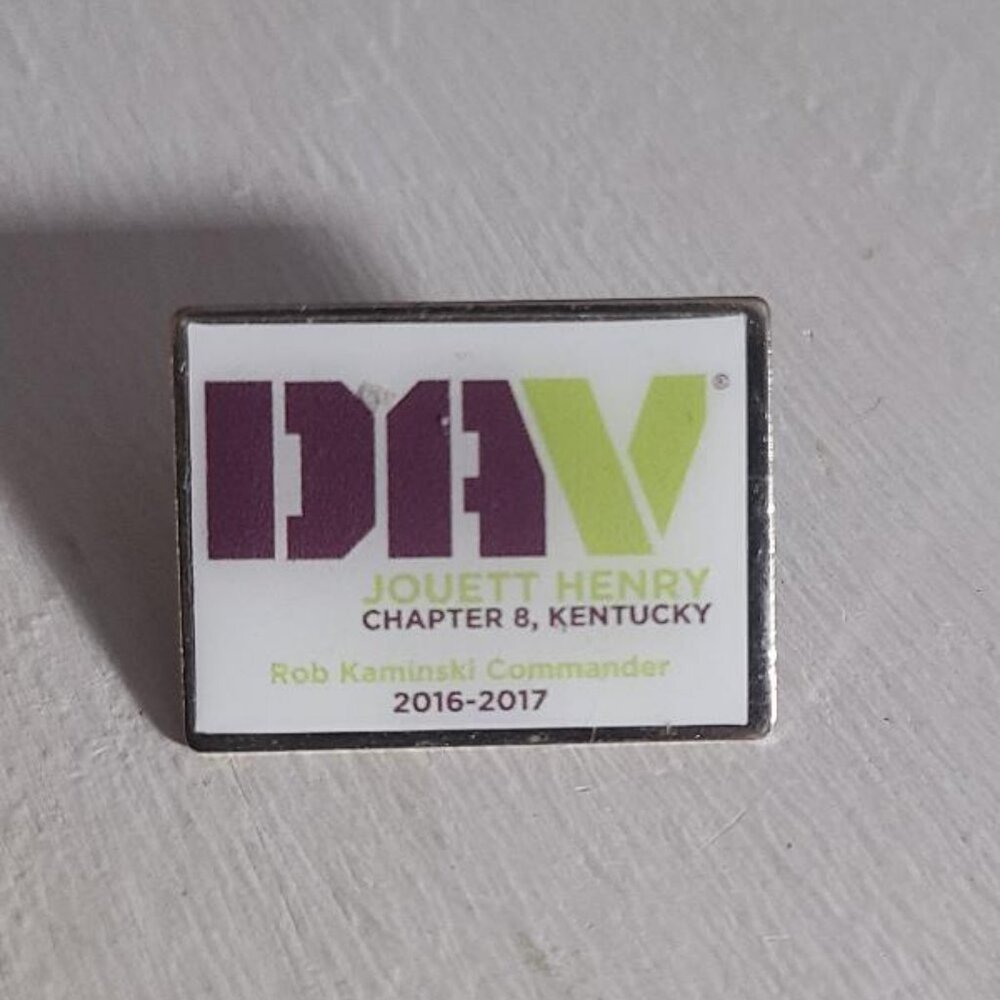 DAV®
JOUETT HENRY
CHAPTER 8, KENTUCKY
Rob Kaminski Commander
2016-2017